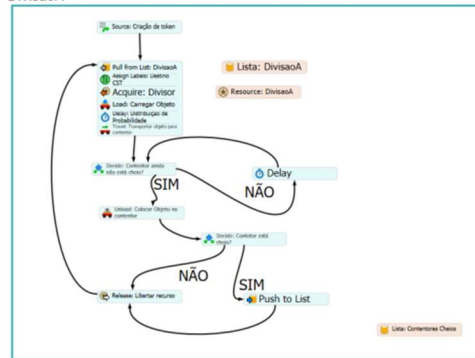 DivisaoA
Source: Criação de token
Pull from List: DivisaoA
Assign Labels: Destino CST
Acquire: Divisor
Load: Carregar Objeto
Delay: Distribuição de Probabilidade
Travel: Transportar objeto para contentor
Lista: DivisaoA
Resource: DivisaoA
Decide: Contentor ainda não está cheio?
Delay
SIM
NÃO
Unload: Colocar Objeto no contentor
Decide: Contentor está cheio?
NÃO
SIM
Release: Libertar recurso
Push to List
Lista: Contentores Cheios